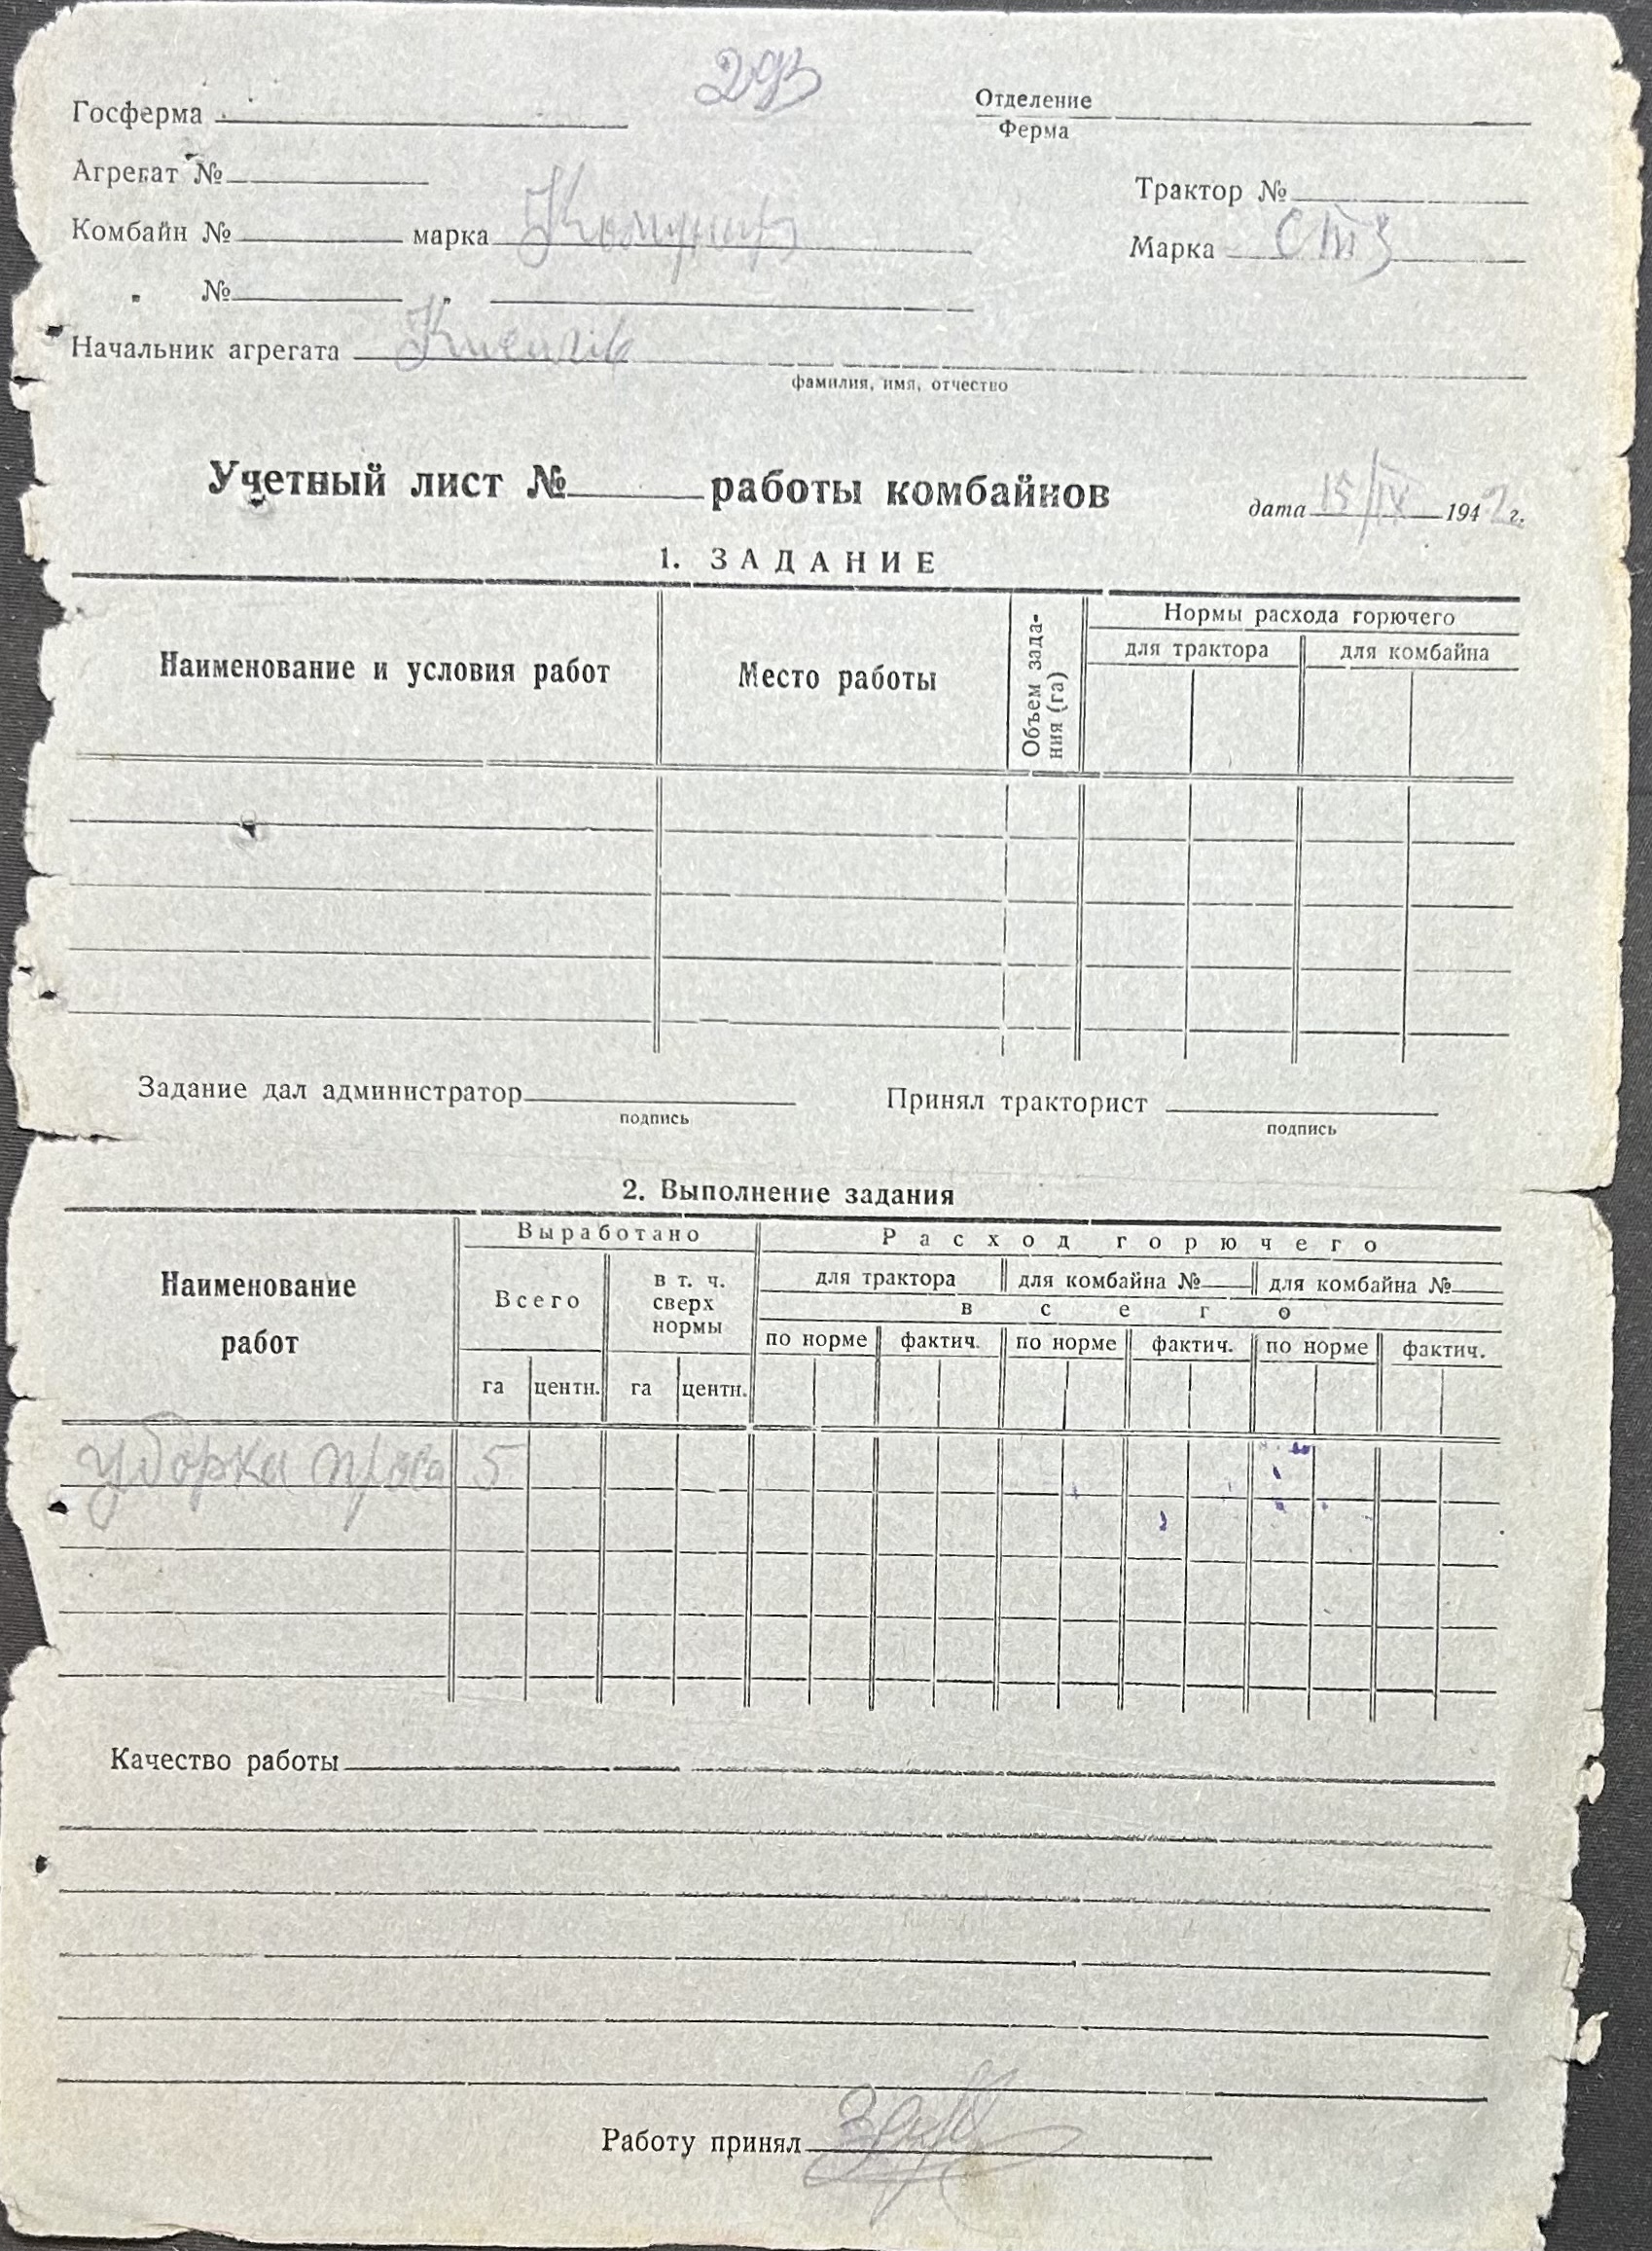 293
Госферма
Отделение
Ферма
Агрегат №
Трактор №
Комбайн № марка Комунар
Марка СТЗ
" № "
Начальник агрегата
фамилия, имя, отчество
Учетный лист № работы комбайнов
дата 15/IX 1942 г.
1. ЗАДАНИЕ
Наименование и условия работ
Место работы
Объем зада-
ния (га)
Нормы расхода горючего
для трактора для комбайна
Задание дал администратор Принял тракторист
подпись подпись
2. Выполнение задания
Наименование
работ
Выработано
Всего
в т. ч.
сверх
нормы
га центн. га центн.
Расход горючего
для трактора для комбайна № для комбайна №
всего
по норме фактич. по норме фактич. по норме фактич.
уборка проса 5
Качество работы
Работу принял